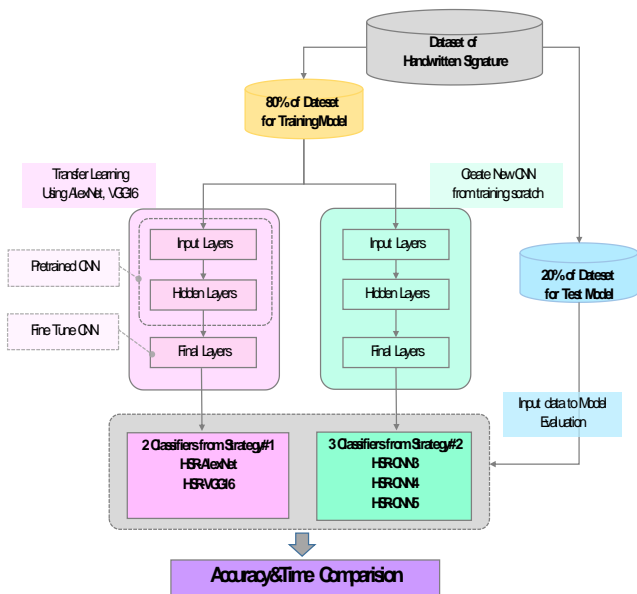 Dataset of
Handwritten Signature
80% of Dateset
for Training Model
Transfer Learning
Using AlexNet, VGG16
Create New CNN
from training scratch
Input Layers
Input Layers
Pretrained CNN
Hidden Layers
Hidden Layers
20% of Dateset
for Test Model
Fine Tune CNN
Final Layers
Final Layers
Input data to Model
Evaluation
2 Classifiers from Strategy#1
HSR-AlexNet
HSR-VGG16
3 Classifiers from Strategy#2
HSR-CNN3
HSR-CNN4
HSR-CNN5
Accuracy&Time Comparision